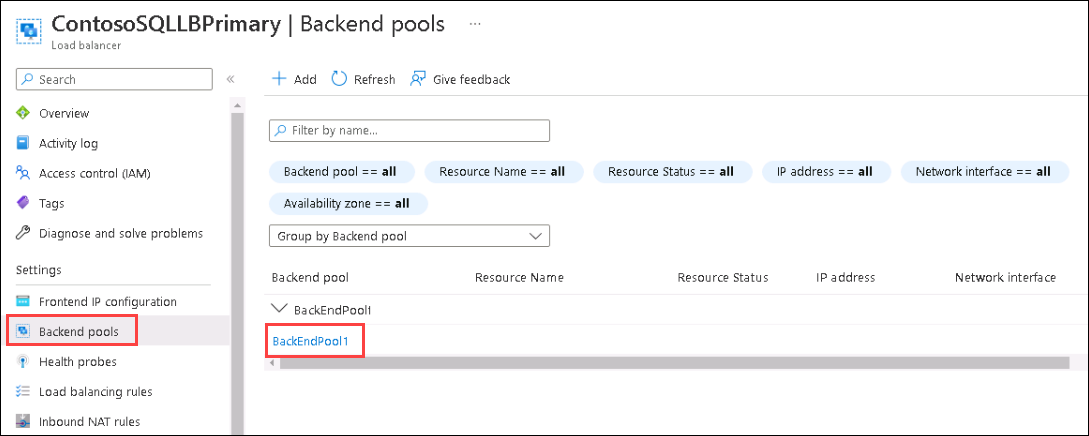 ContosoSQLLBPrimary | Backend pools ...
Load balancer
Search
«
Overview
Activity log
Access control (IAM)
Tags
Diagnose and solve problems
Settings
Frontend IP configuration
Backend pools
Health probes
Load balancing rules
Inbound NAT rules
+ Add Refresh Give feedback
Filter by name...
Backend pool == all Resource Name == all Resource Status == all IP address == all Network interface == all
Availability zone == all
Group by Backend pool
Backend pool Resource Name Resource Status IP address Network interface
BackEndPool1
BackEndPool1